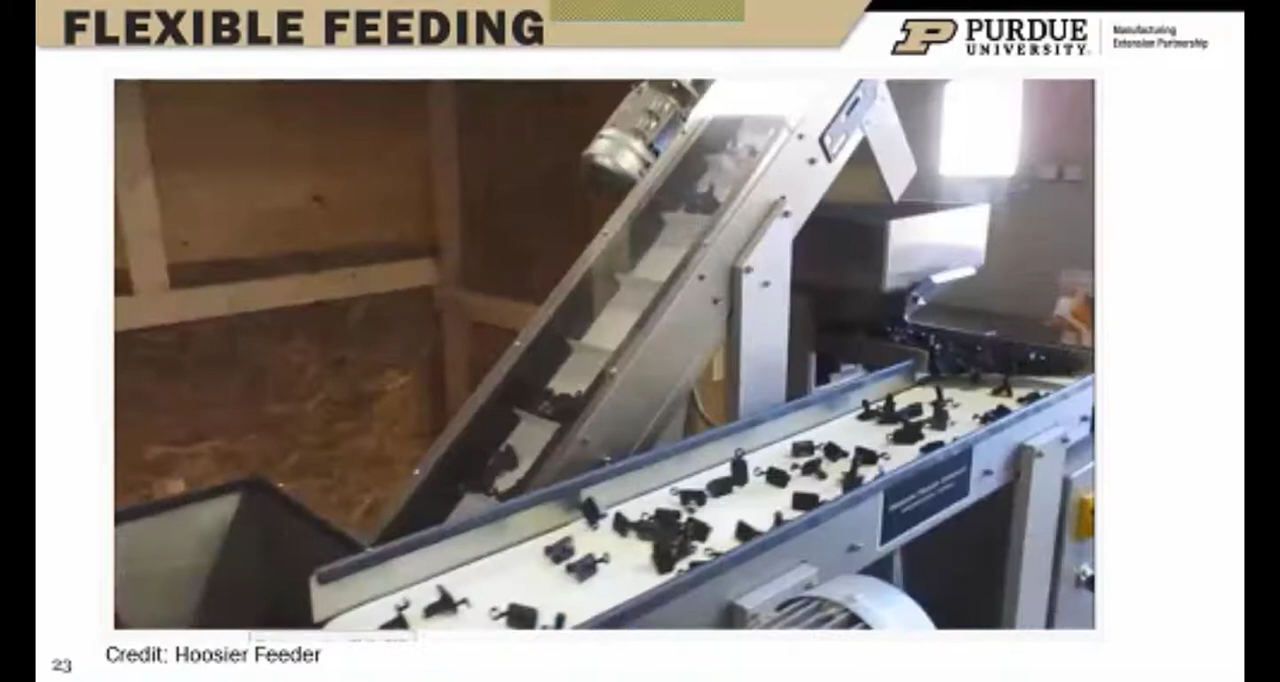 FLEXIBLE FEEDING
PURDUE
UNIVERSITY
Manufacturing
Extension Partnership
23
Credit: Hoosier Feeder